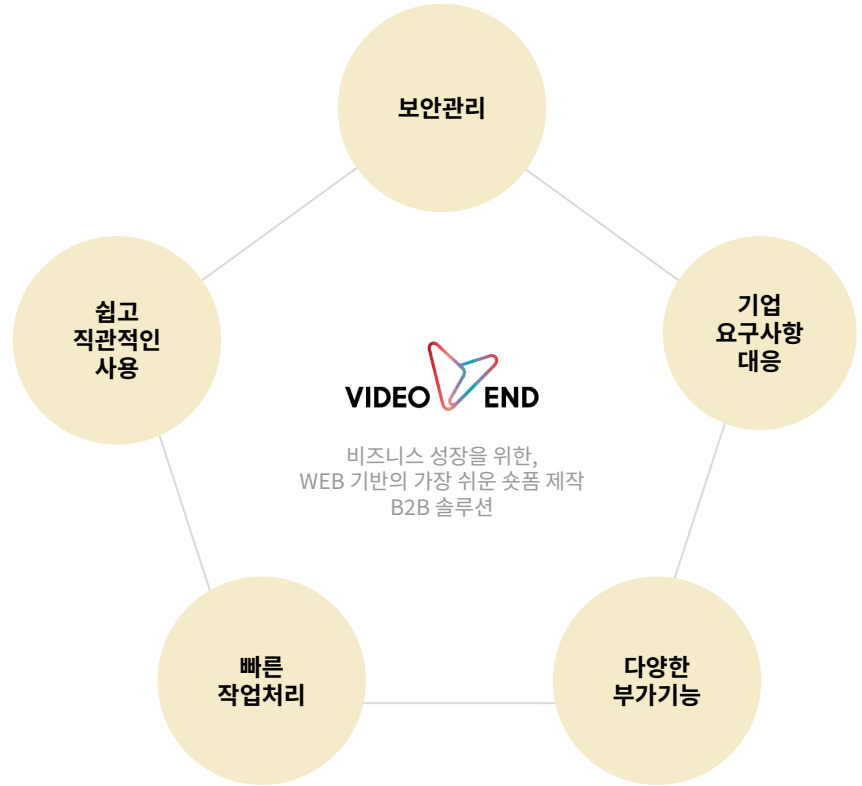 보안관리
쉽고
직관적인
사용
기업
요구사항
대응
VIDEO END
비즈니스 성장을 위한,
WEB 기반의 가장 쉬운 숏폼 제작
B2B 솔루션
빠른
작업처리
다양한
부가기능